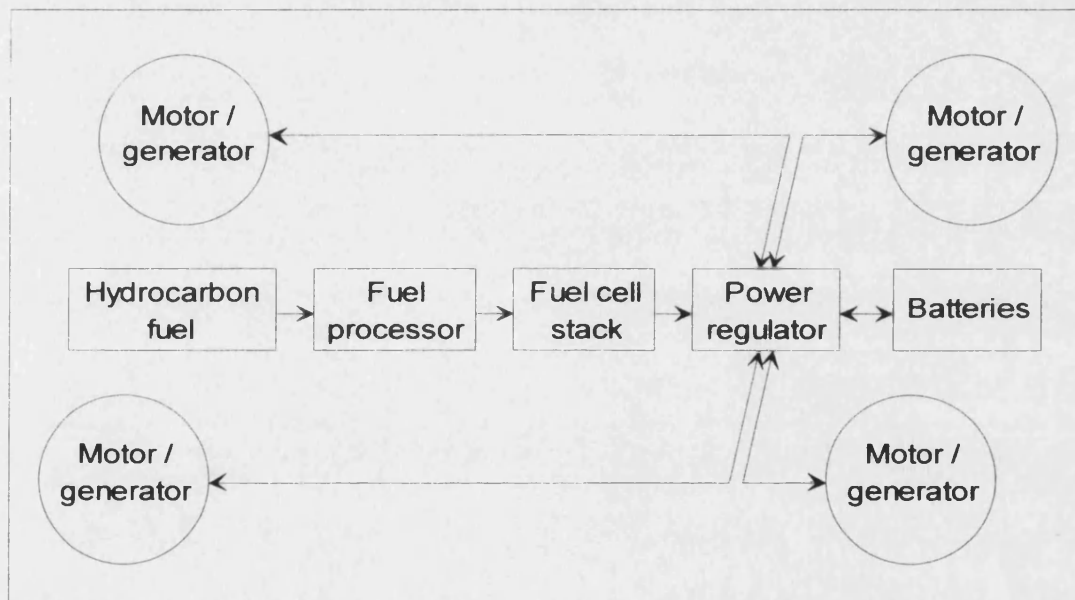 Motor /
generator
Motor /
generator
Hydrocarbon
fuel
Fuel
processor
Fuel cell
stack
Power
regulator
Batteries
Motor /
generator
Motor /
generator